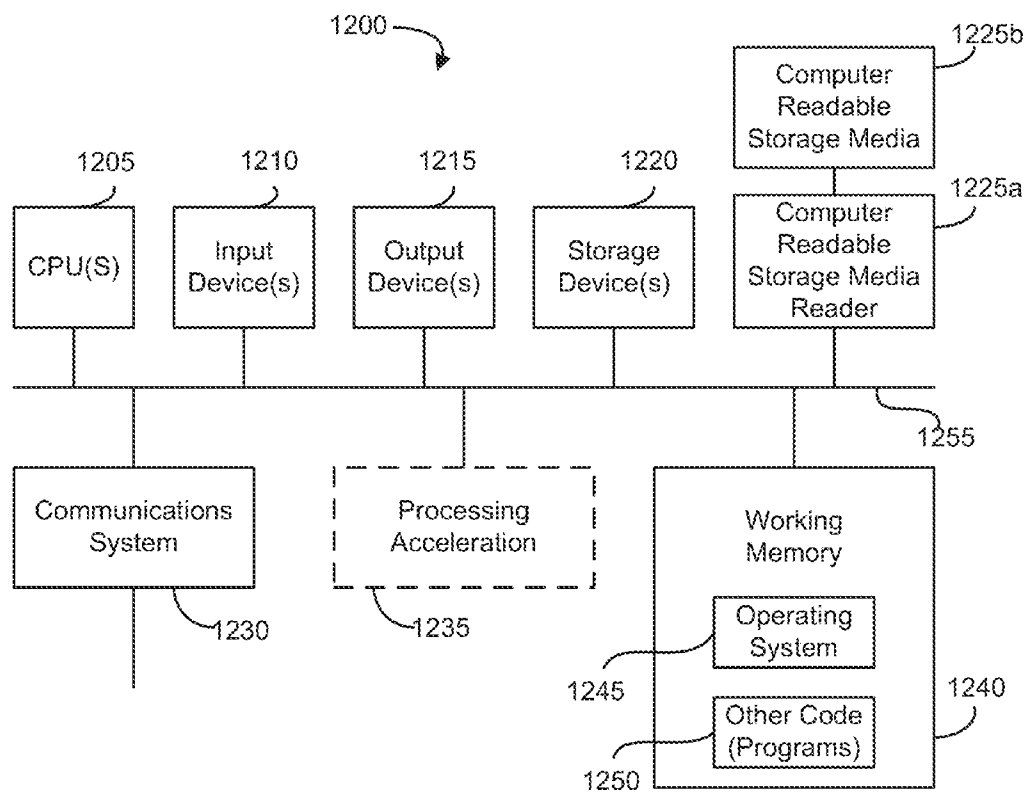 1200
1225b
Computer
Readable
Storage Media
1205
1210
1215
1220
1225a
CPU(S)
Input
Device(s)
Output
Device(s)
Storage
Device(s)
Computer
Readable
Storage Media
Reader
1255
Communications
System
Processing
Acceleration
Working
Memory
1230
1235
Operating
System
1245
1240
Other Code
(Programs)
1250